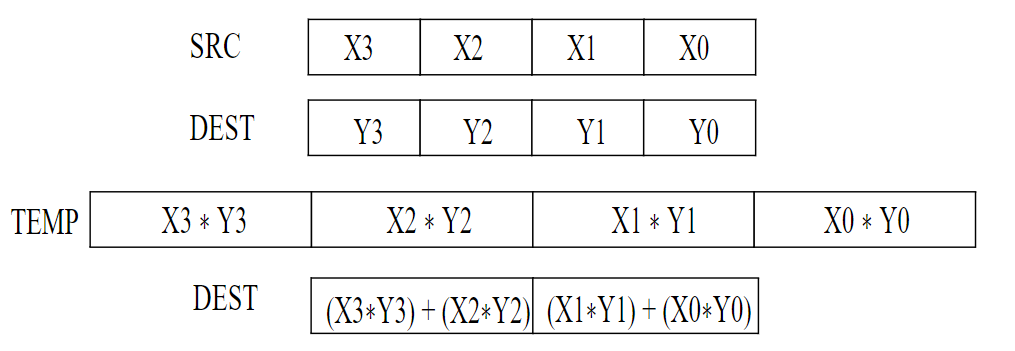 SRC X3 X2 X1 X0
DEST Y3 Y2 Y1 Y0
TEMP X3 * Y3 X2 * Y2 X1 * Y1 X0 * Y0
DEST (X3*Y3) + (X2*Y2) (X1*Y1) + (X0*Y0)